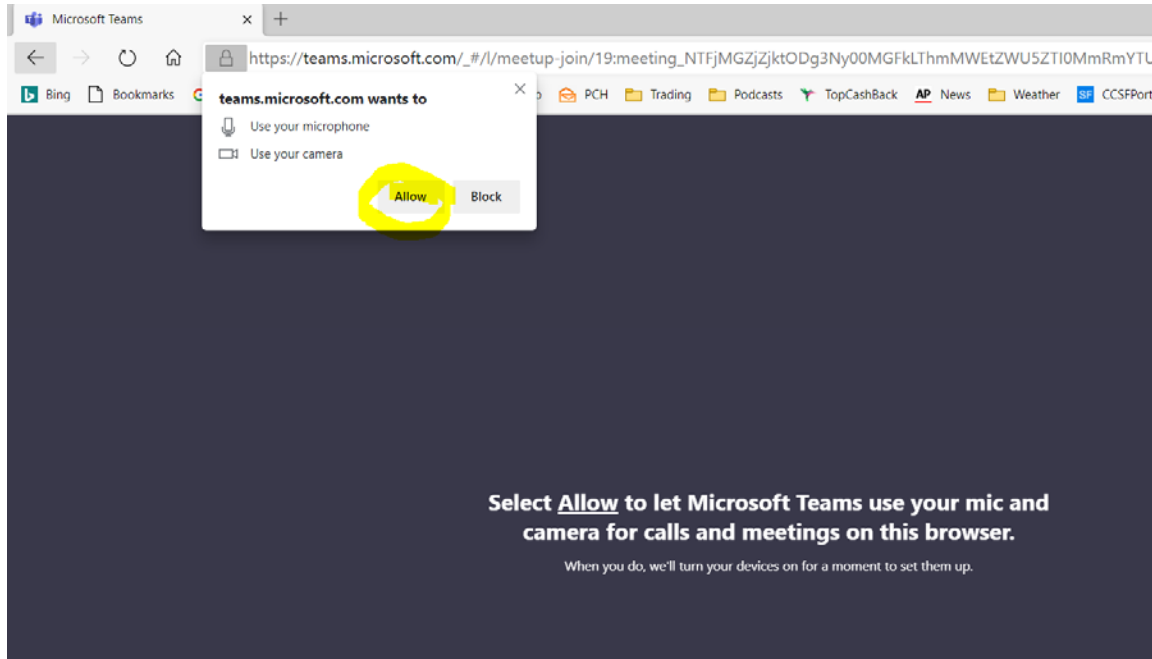 Microsoft Teams
https://teams.microsoft.com/_#/l/meetup-join/19:meeting_NTFjMGZjZjktODg3Ny00MGFkLThmMWEtZWU5ZTI0MmRmYTU
Bing Bookmarks PCH Trading Podcasts TopCashBack AP News Weather SF CCSFPort
teams.microsoft.com wants to
Use your microphone
Use your camera
Allow Block
Select Allow to let Microsoft Teams use your mic and
camera for calls and meetings on this browser.
When you do, we'll turn your devices on for a moment to set them up.